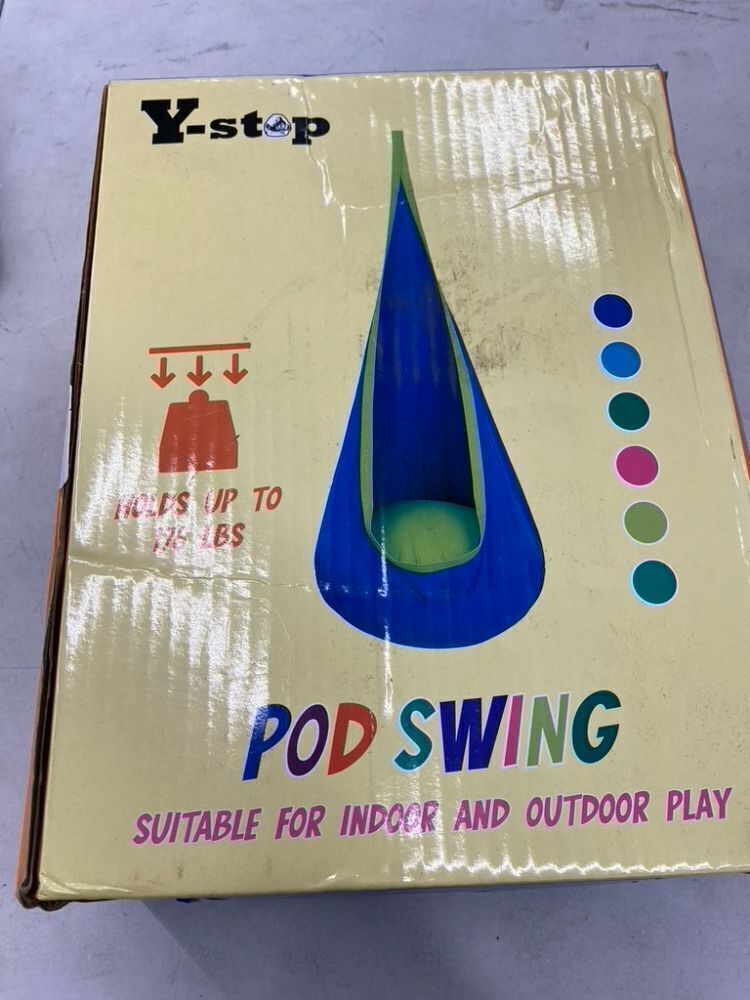 Y-stop
HOLDS UP TO
176 LBS
POD SWING
SUITABLE FOR INDOOR AND OUTDOOR PLAY